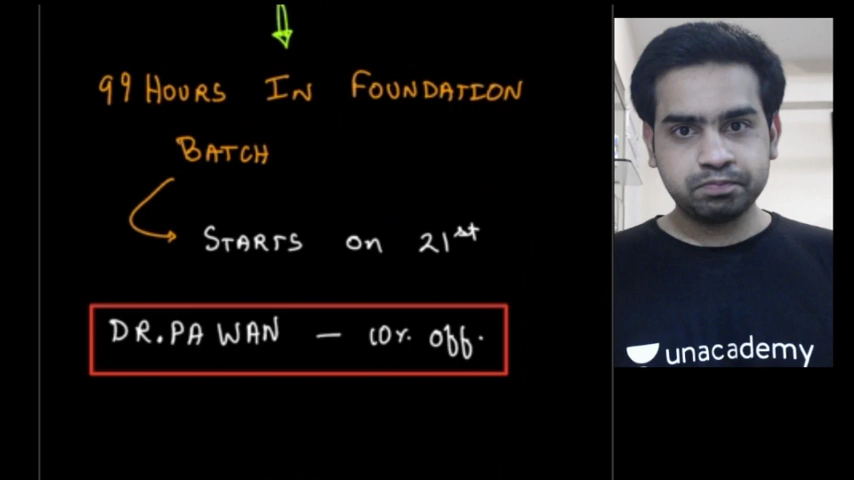 99 HOURS IN FOUNDATION
BATCH
STARTS on 21st
DR.PAWAN - 10%. off.
unacademy